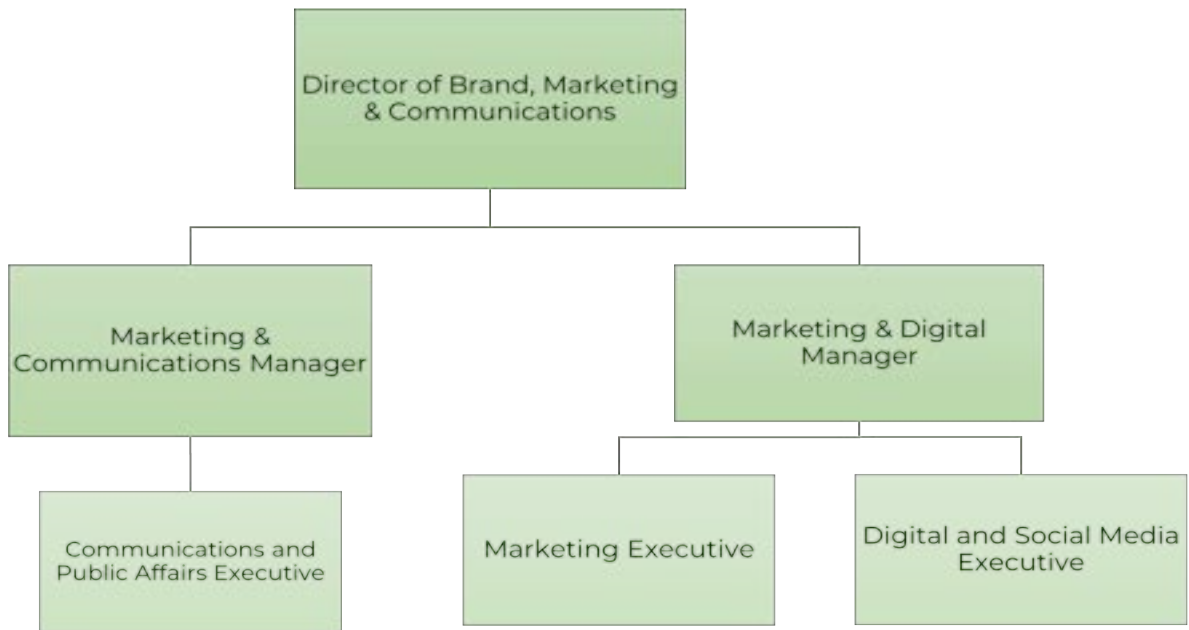 Director of Brand, Marketing
& Communications
Marketing &
Communications Manager
Marketing & Digital
Manager
Communications and
Public Affairs Executive
Marketing Executive
Digital and Social Media
Executive